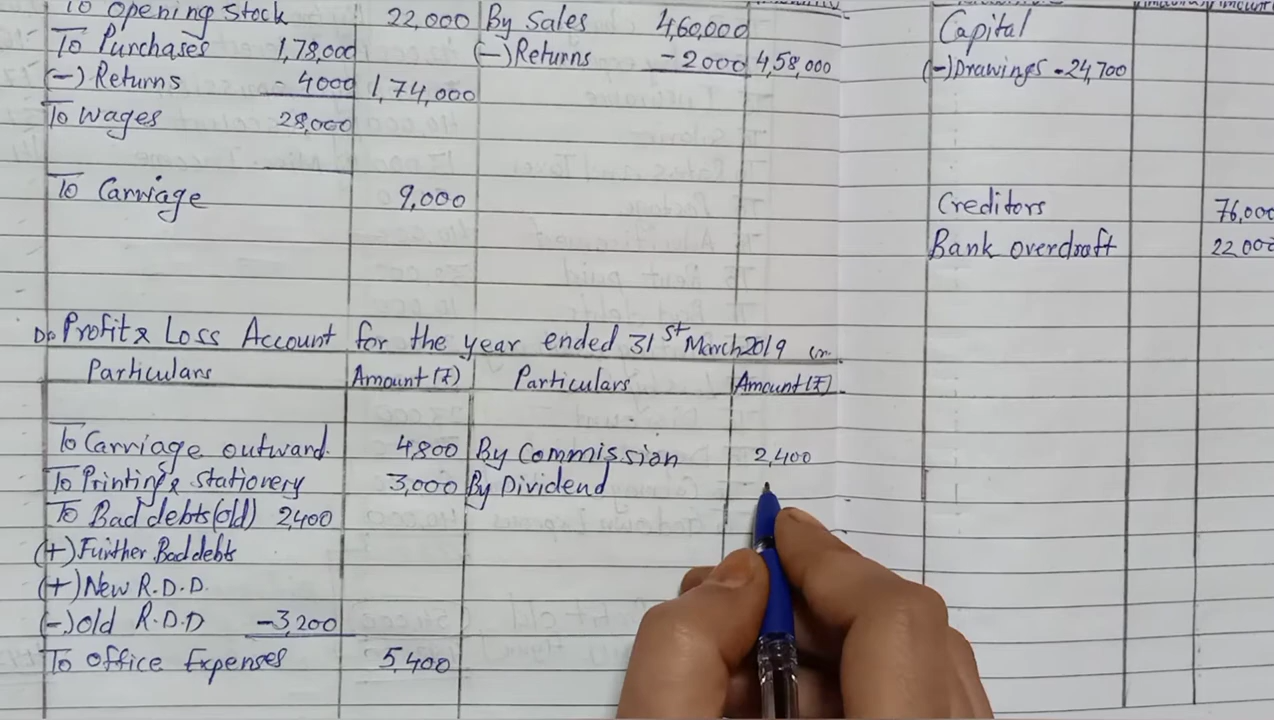 To Opening Stock 22,000 By Sales 4,60,000
To Purchases 1,78,000 (-) Returns -2000 4,58,000
(-) Returns - 4000 1,74,000
To Wages 28,000
To Carriage 9,000
Capital
(-) Drawings -24,700
Creditors 76,000
Bank overdraft 22000
Dr. Profit & Loss Account for the year ended 31st March 2019 Cr.
Particulars Amount (₹) Particulars Amount (₹)
To Carriage outward. 4,800 By Commission 2,400
To Printing & Stationery 3,000 By Dividend
To Bad debts (old) 2,400
(+) Further Bad debts
(+) New R.D.D.
(-) old R.D.D -3,200
To Office Expenses 5,400